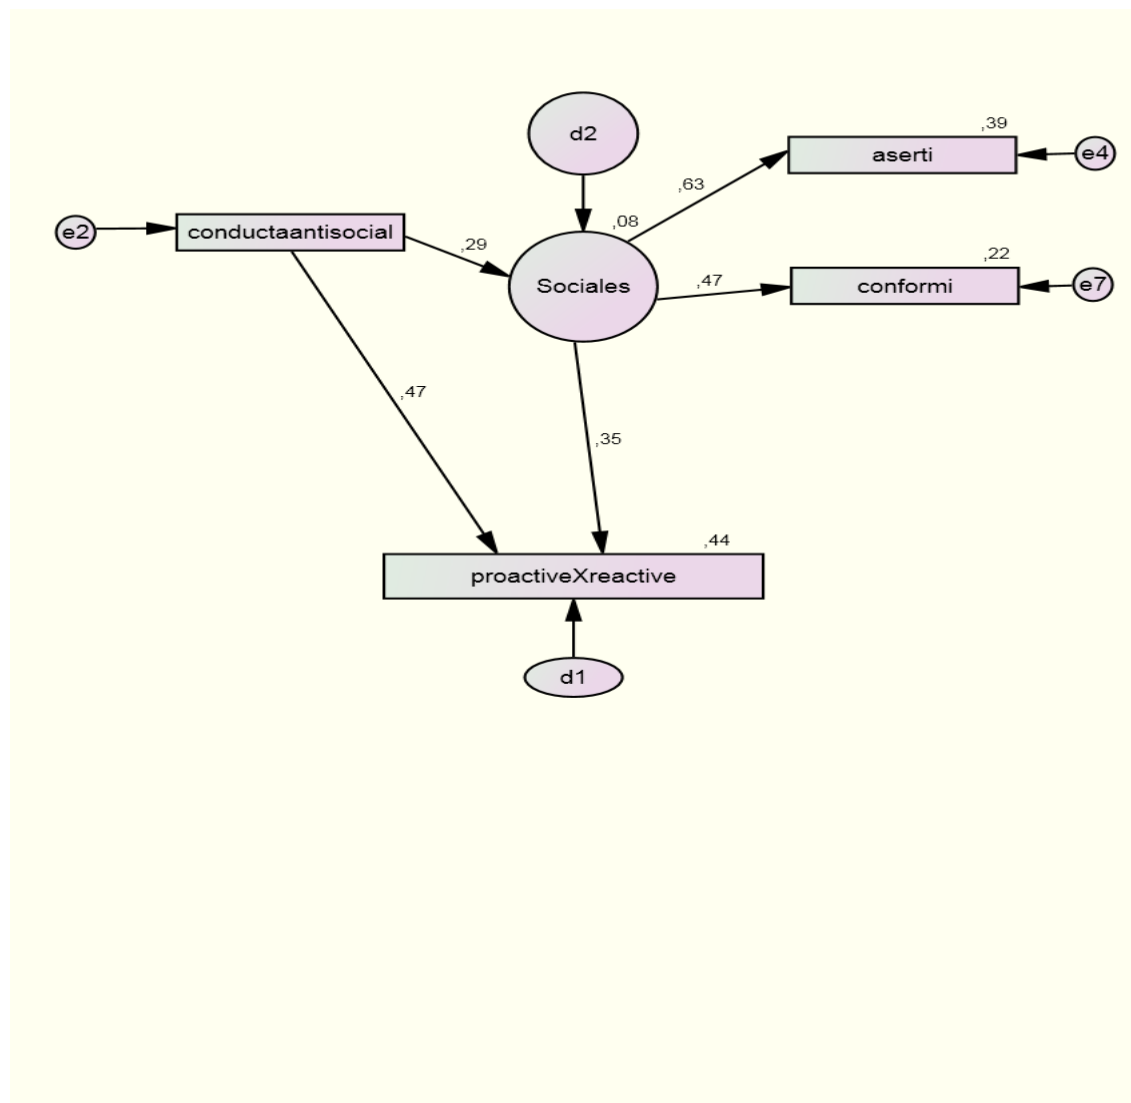 d2
,39
aserti
e4
,63
,08
e2
conductaantisocial
,29
,22
Sociales
,47
conformi
e7
,47
,35
,44
proactiveXreactive
d1